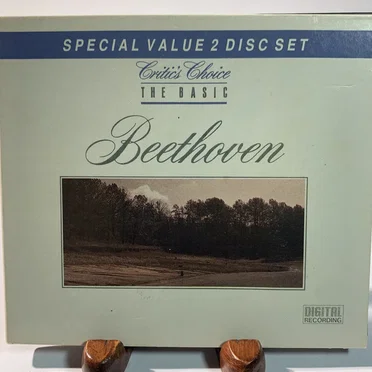 SPECIAL VALUE 2 DISC SET
Critic's Choice
THE BASIC
Beethoven
DIGITAL
RECORDING